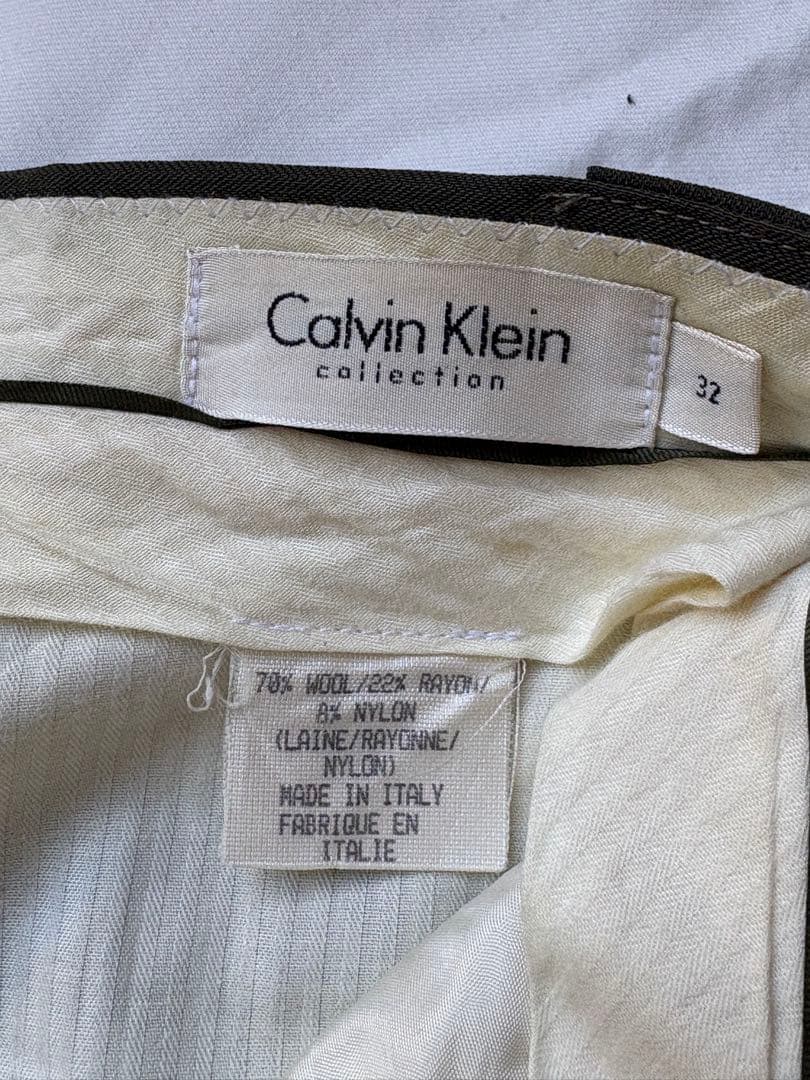 Calvin Klein
collection
32
70% WOOL/22% RAYON/
8% NYLON
(LAINE/RAYONNE/
NYLON)
MADE IN ITALY
FABRIQUE EN
ITALIE